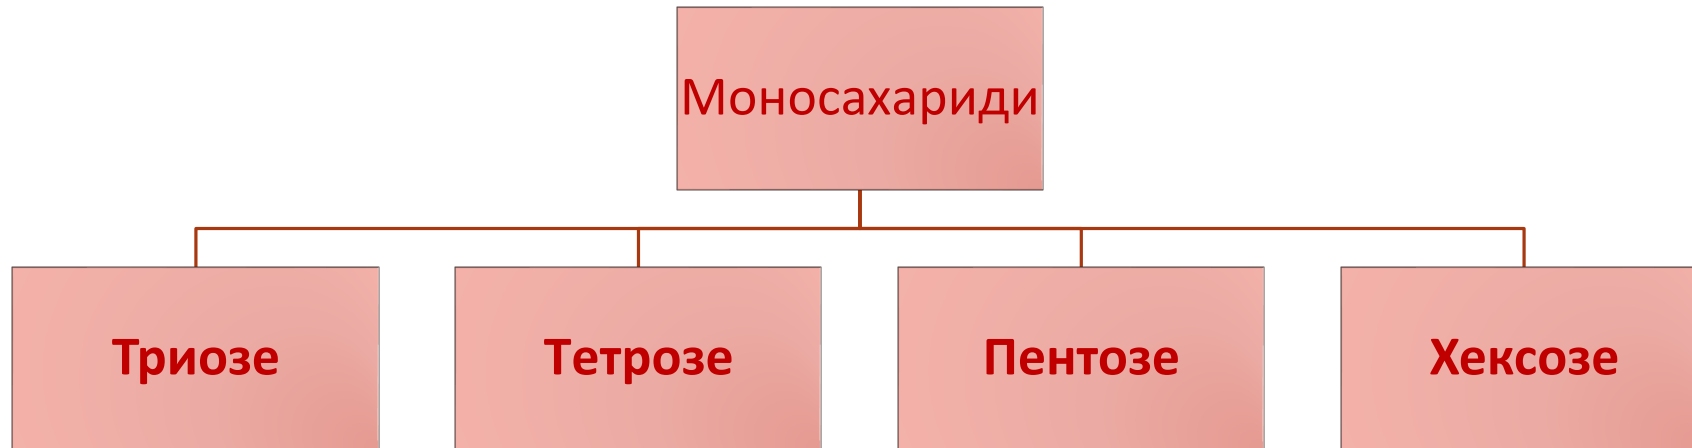 Моносахариди
Триозе
Тетрозе
Пентозе
Хексозе